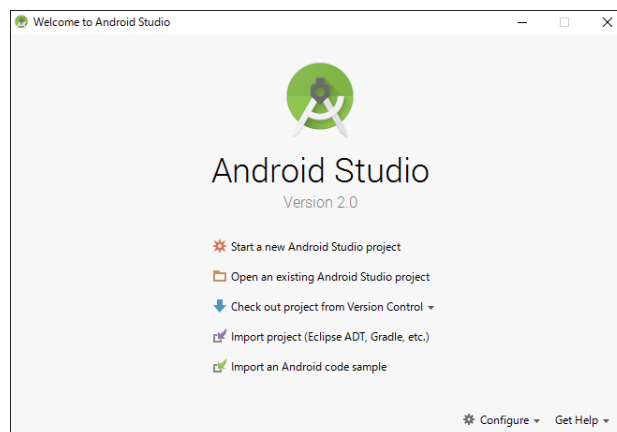 Welcome to Android Studio
Android Studio
Version 2.0
Start a new Android Studio project
Open an existing Android Studio project
Check out project from Version Control
Import project (Eclipse ADT, Gradle, etc.)
Import an Android code sample
Configure Get Help